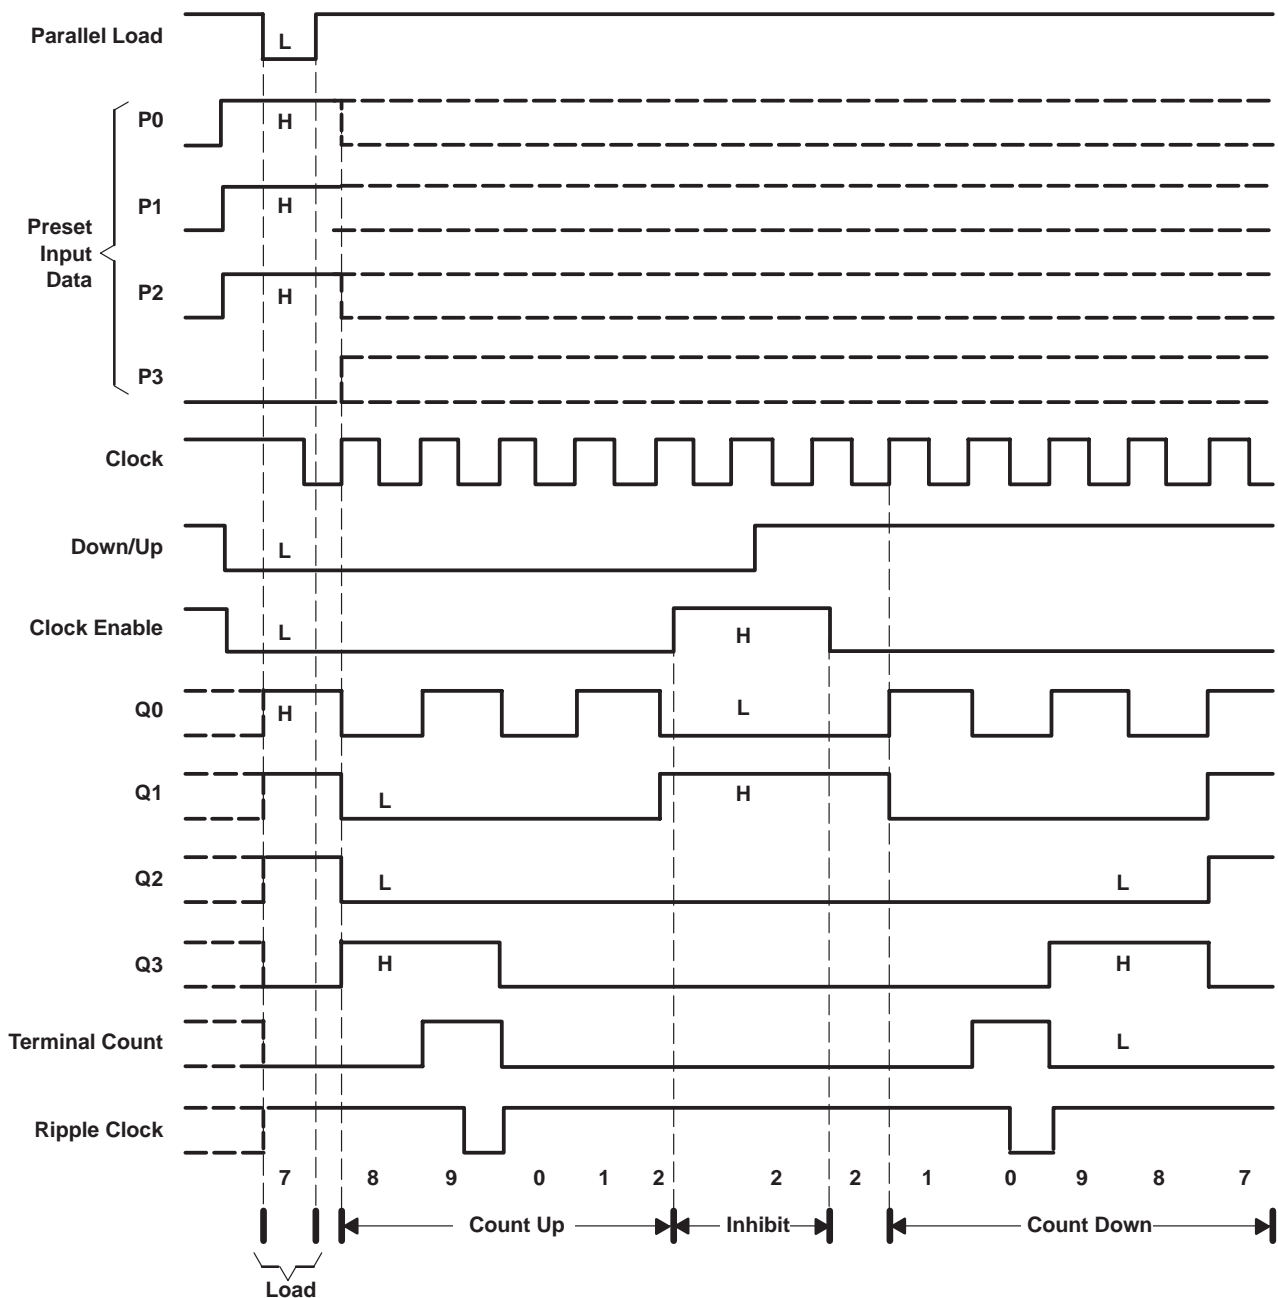 Parallel Load
L
P0
H
P1
H
Preset
Input
Data
P2
H
P3
Clock
Down/Up
L
Clock Enable
L
H
Q0
H
L
Q1
L
H
Q2
L
L
Q3
H
H
Terminal Count
L
Ripple Clock
7 8 9 0 1 2 2 2 1 0 9 8 7
Count Up Inhibit Count Down
Load